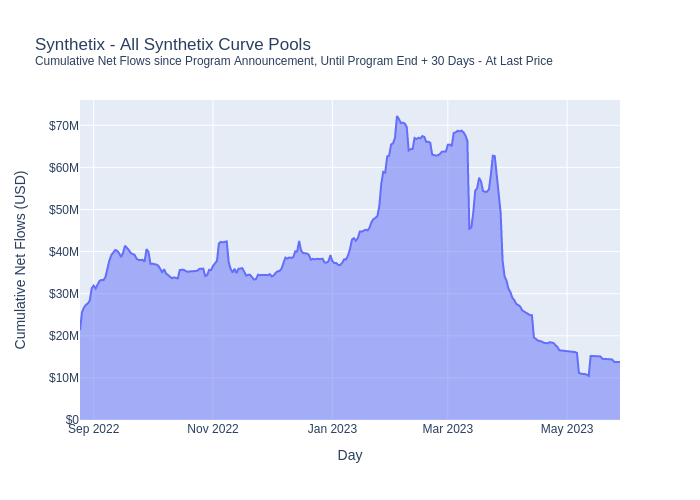 Synthetix - All Synthetix Curve Pools
Cumulative Net Flows since Program Announcement, Until Program End + 30 Days - At Last Price
$70M
$60M
$50M
$40M
$30M
$20M
$10M
$0
Cumulative Net Flows (USD)
Sep 2022 Nov 2022 Jan 2023 Mar 2023 May 2023
Day